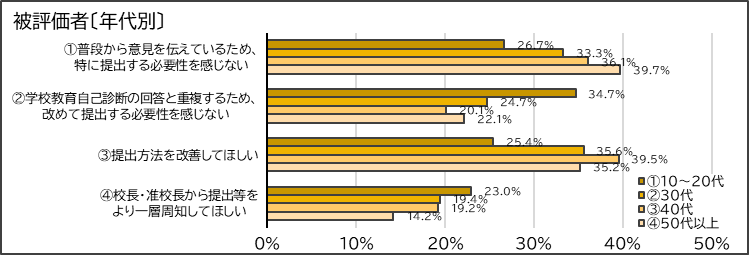 被評価者〔年代別〕
①普段から意見を伝えているため、
特に提出する必要性を感じない
26.7%
33.3%
36.1%
39.7%
②学校教育自己診断の回答と重複するため、
改めて提出する必要性を感じない
34.7%
24.7%
20.1%
22.1%
③提出方法を改善してほしい
25.4%
35.6%
39.5%
35.2%
④校長・准校長から提出等を
より一層周知してほしい
23.0%
19.4%
19.2%
14.2%
①10～20代
②30代
③40代
④50代以上
0% 10% 20% 30% 40% 50%